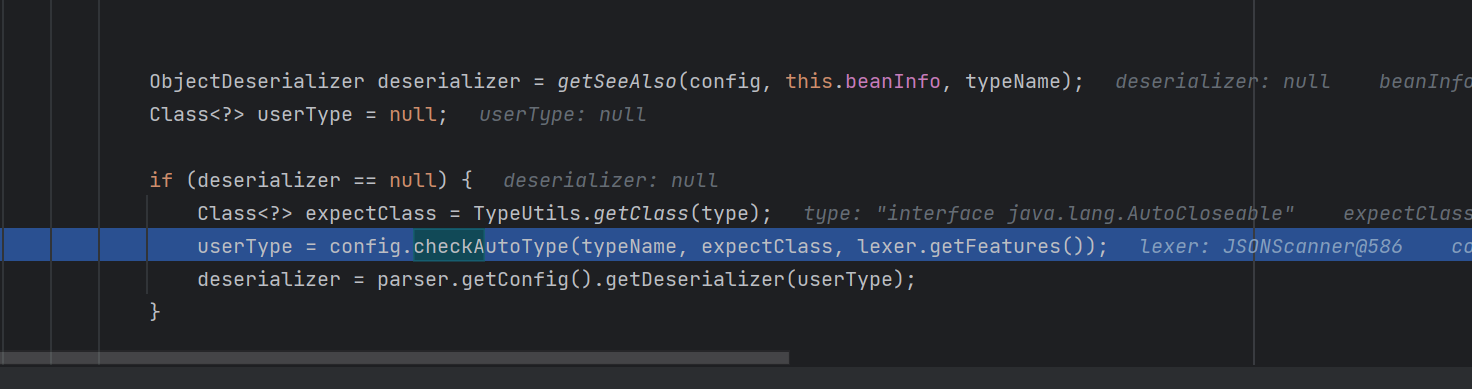 ObjectDeserializer deserializer = getSeeAlso(config, this.beanInfo, typeName); deserializer: null beanInfo
Class<?> userType = null; userType: null
if (deserializer == null) { deserializer: null
Class<?> expectClass = TypeUtils.getClass(type); type: "interface java.lang.AutoCloseable" expectClass
userType = config.checkAutoType(typeName, expectClass, lexer.getFeatures()); lexer: JSONScanner@586 co
deserializer = parser.getConfig().getDeserializer(userType);
}